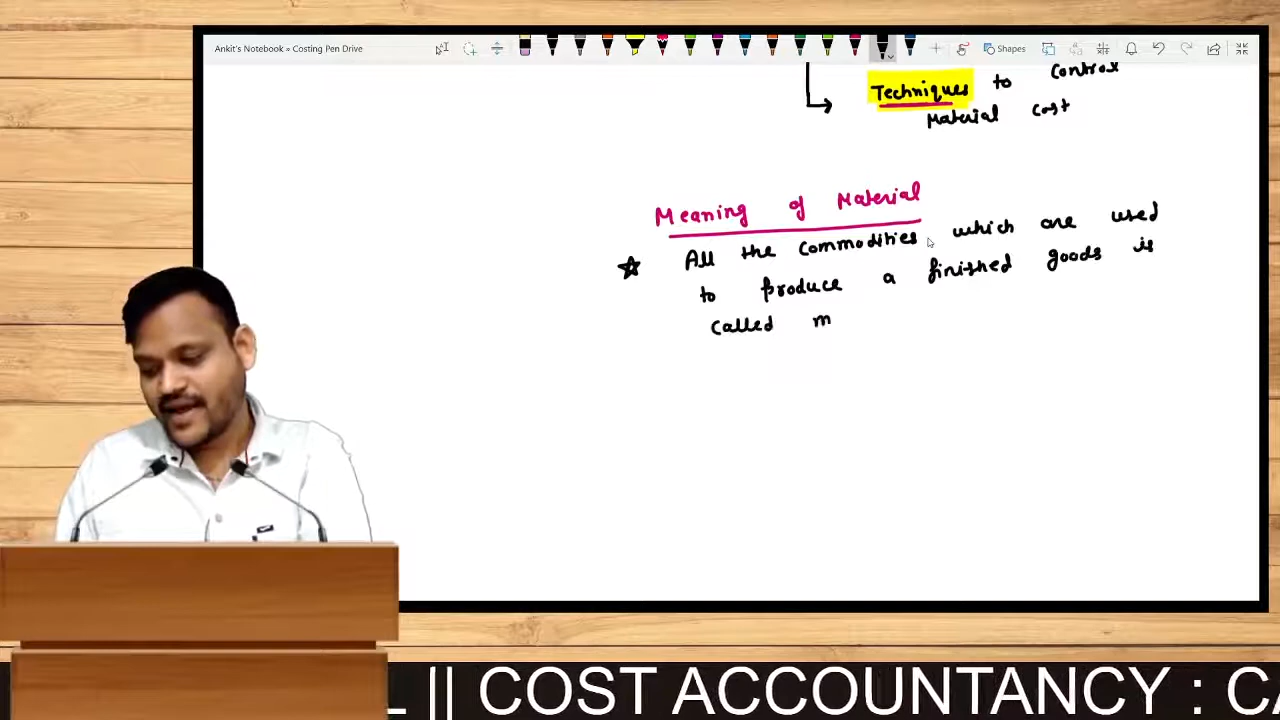 Ankit's Notebook » Costing Pen Drive
Shapes
Techniques to control
Material cost
Meaning of Material
All the commodities which are used
to produce a finished goods is
called m
L || COST ACCOUNTANCY : CA